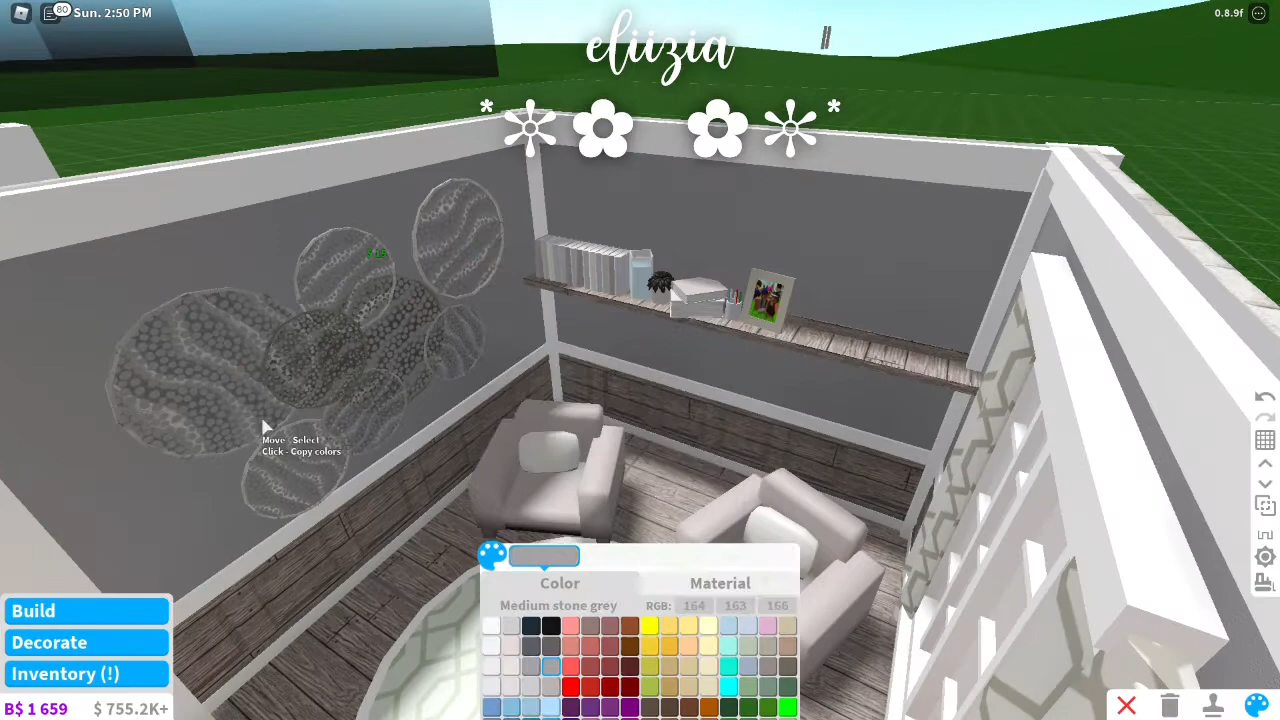 80 Sun. 2:50 PM
0.8.9f
eliizia
Move - Select
Click - Copy colors
Build
Decorate
Inventory (!)
B$ 1 659 $ 755.2K+
Color Material
Medium stone grey RGB: 164 163 166